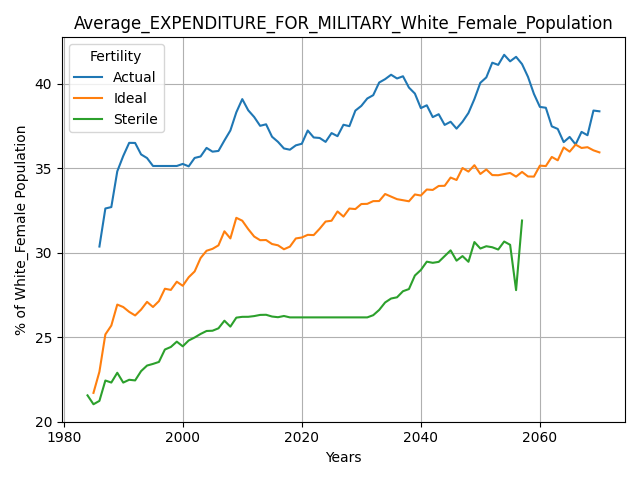 Average_EXPENDITURE_FOR_MILITARY_White_Female_Population
Fertility
Actual
Ideal
Sterile
% of White_Female Population
40
35
30
25
20
1980
2000
2020
2040
2060
Years